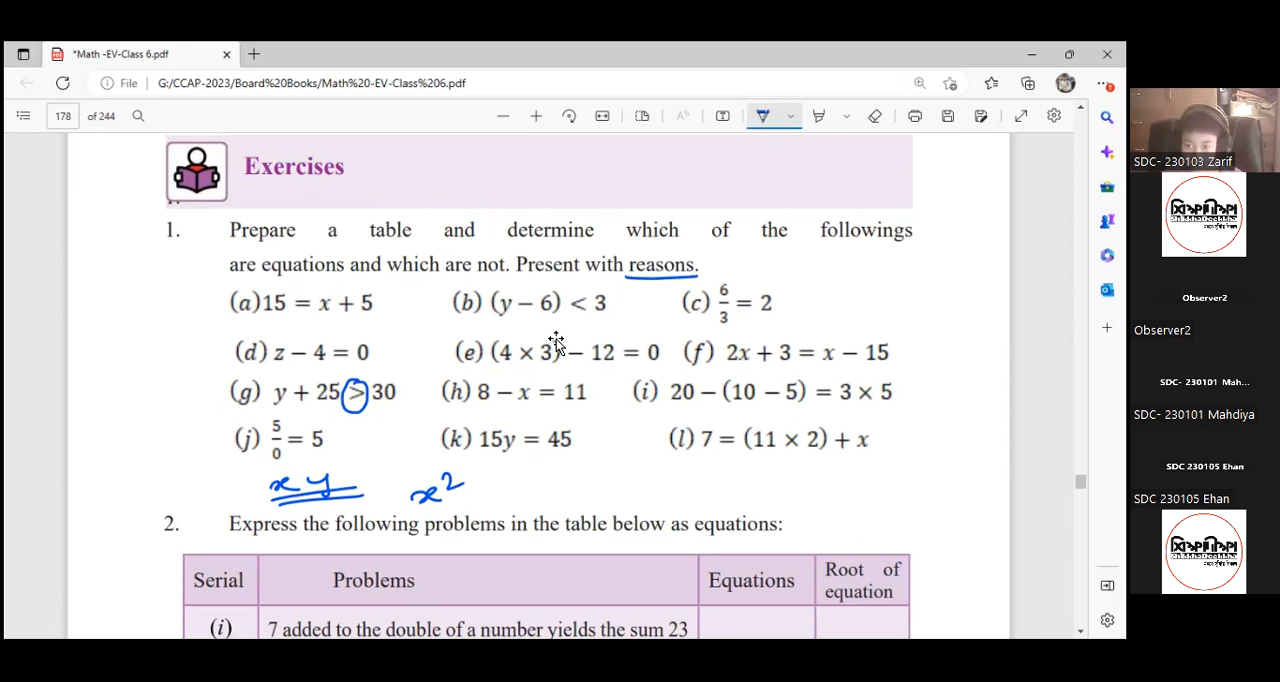 *Math -EV-Class 6.pdf
File | G:/CCAP-2023/Board%20Books/Math%20-EV-Class%206.pdf
178 of 244
Exercises
1. Prepare a table and determine which of the followings
are equations and which are not. Present with reasons.
(a)15 = x + 5 (b) (y − 6) < 3 (c) 6/3 = 2
(d) z − 4 = 0 (e) (4 × 3) − 12 = 0 (f) 2x + 3 = x − 15
(g) y + 25 > 30 (h) 8 − x = 11 (i) 20 − (10 − 5) = 3 × 5
(j) 5/0 = 5 (k) 15y = 45 (l) 7 = (11 × 2) + x
x y x²
2. Express the following problems in the table below as equations:
Serial Problems Equations Root of equation
(i) 7 added to the double of a number yields the sum 23
SDC- 230103 Zarif
Observer2
Observer2
SDC- 230101 Mah...
SDC- 230101 Mahdiya
SDC 230105 Ehan
SDC 230105 Ehan